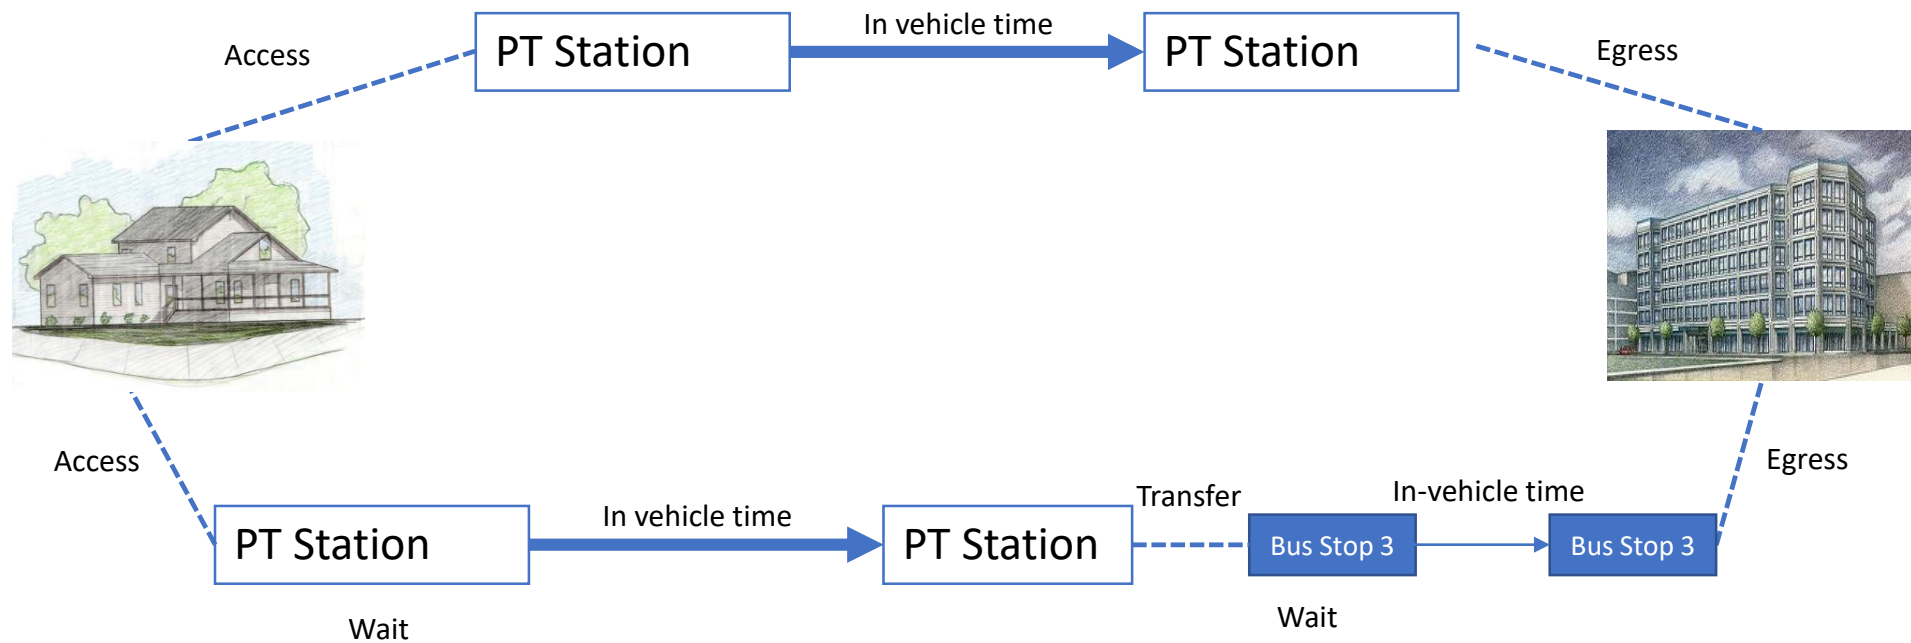 In vehicle time
Access
PT Station
PT Station
Egress
Access
Egress
Transfer
In-vehicle time
In vehicle time
PT Station
PT Station
Bus Stop 3
Bus Stop 3
Wait
Wait